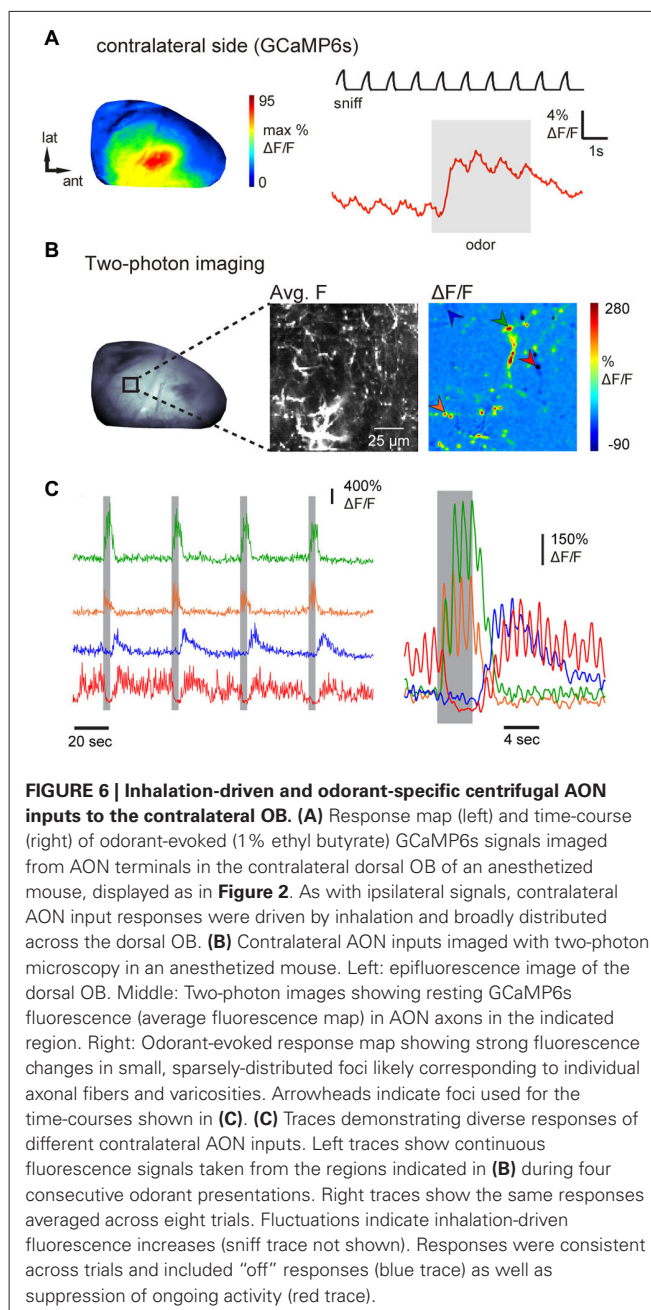 A
contralateral side (GCaMP6s)
95
max %
ΔF/F
0
lat
ant
sniff
4%
ΔF/F
1s
odor
B
Two-photon imaging
Avg. F
ΔF/F
25 µm
280
%
ΔF/F
-90
C
400%
ΔF/F
150%
ΔF/F
20 sec
4 sec
FIGURE 6 | Inhalation-driven and odorant-specific centrifugal AON
inputs to the contralateral OB. (A) Response map (left) and time-course
(right) of odorant-evoked (1% ethyl butyrate) GCaMP6s signals imaged
from AON terminals in the contralateral dorsal OB of an anesthetized
mouse, displayed as in Figure 2. As with ipsilateral signals, contralateral
AON input responses were driven by inhalation and broadly distributed
across the dorsal OB. (B) Contralateral AON inputs imaged with two-photon
microscopy in an anesthetized mouse. Left: epifluorescence image of the
dorsal OB. Middle: Two-photon images showing resting GCaMP6s
fluorescence (average fluorescence map) in AON axons in the indicated
region. Right: Odorant-evoked response map showing strong fluorescence
changes in small, sparsely-distributed foci likely corresponding to individual
axonal fibers and varicosities. Arrowheads indicate foci used for the
time-courses shown in (C). (C) Traces demonstrating diverse responses of
different contralateral AON inputs. Left traces show continuous
fluorescence signals taken from the regions indicated in (B) during four
consecutive odorant presentations. Right traces show the same responses
averaged across eight trials. Fluctuations indicate inhalation-driven
fluorescence increases (sniff trace not shown). Responses were consistent
across trials and included “off” responses (blue trace) as well as
suppression of ongoing activity (red trace).